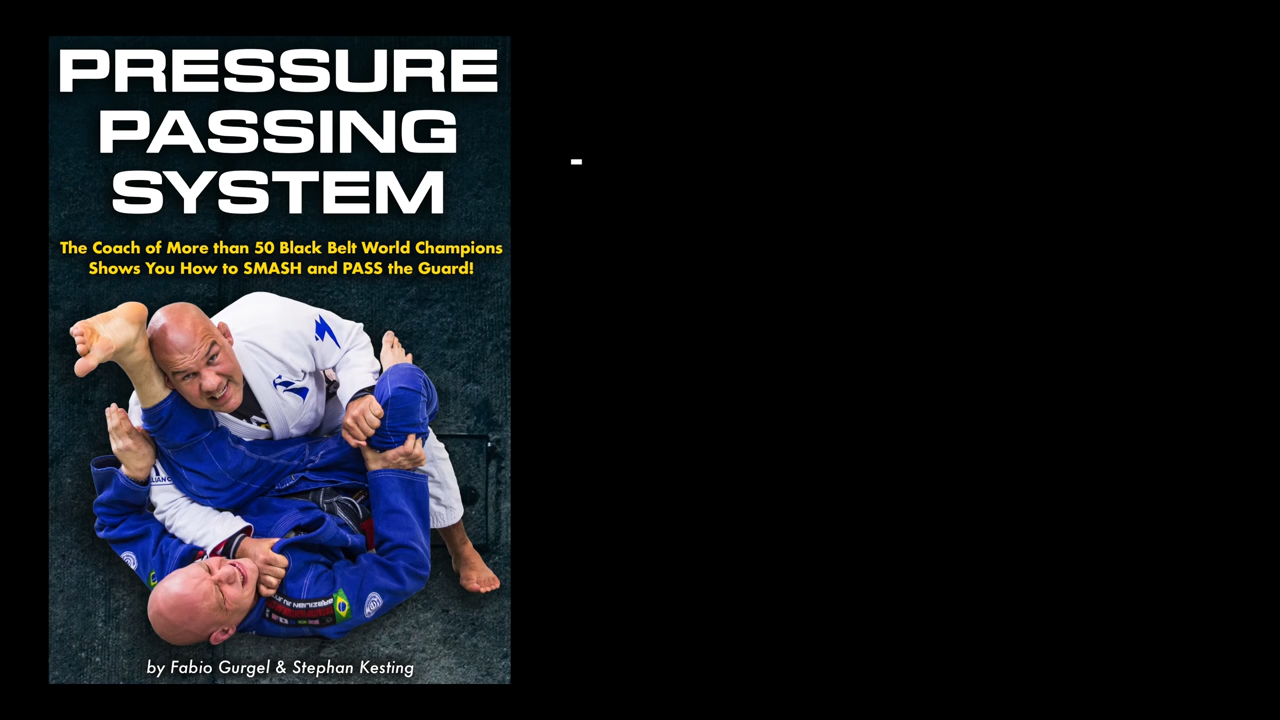 PRESSURE
PASSING
SYSTEM
The Coach of More than 50 Black Belt World Champions
Shows You How to SMASH and PASS the Guard!
by Fabio Gurgel & Stephan Kesting
-